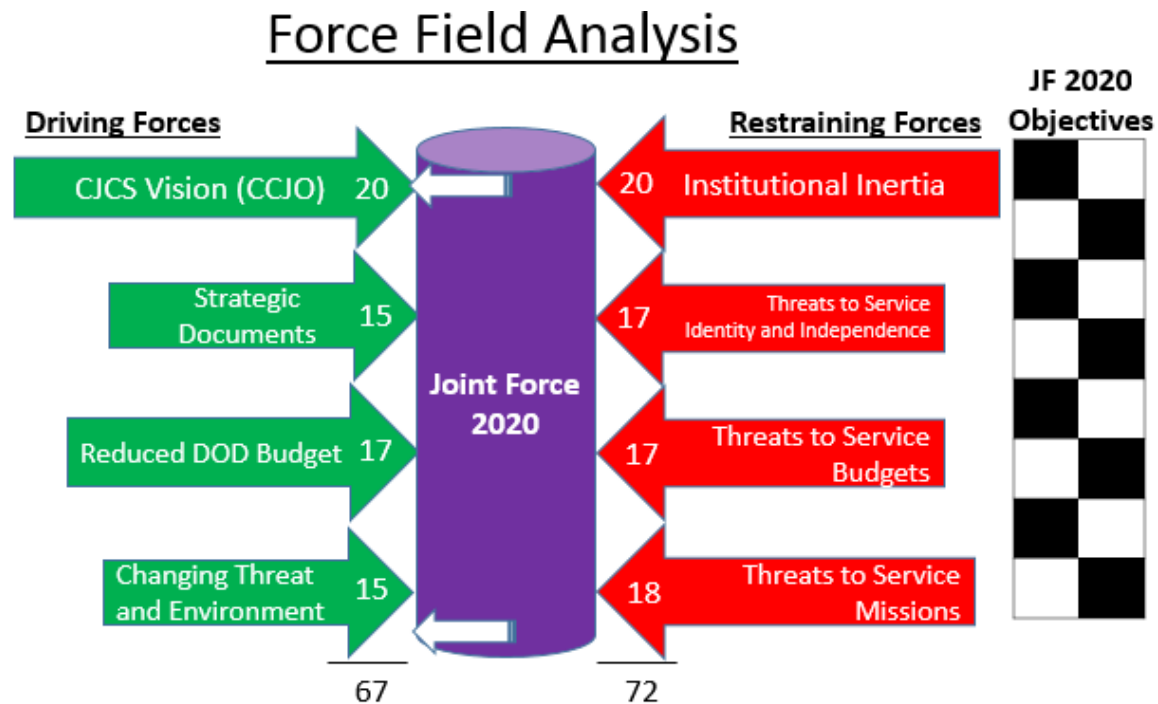 Force Field Analysis
JF 2020
Objectives
Driving Forces
Restraining Forces
CJCS Vision (CCJO) 20
20 Institutional Inertia
Strategic
Documents
15
17
Threats to Service
Identity and Independence
Joint Force
2020
Reduced DOD Budget 17
17
Threats to Service
Budgets
Changing Threat
and Environment
15
18
Threats to Service
Missions
67
72